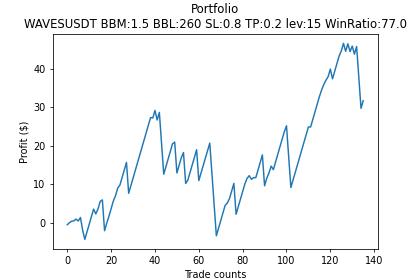 Portfolio
WAVESUSDT BBM:1.5 BBL:260 SL:0.8 TP:0.2 lev:15 WinRatio:77.0
Profit ($)
40
30
20
10
0
0 20 40 60 80 100 120 140
Trade counts